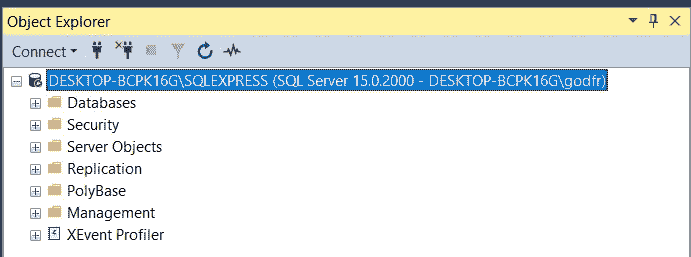 Object Explorer
Connect
DESKTOP-BCPK16G\SQLEXPRESS (SQL Server 15.0.2000 - DESKTOP-BCPK16G\godfr)
Databases
Security
Server Objects
Replication
PolyBase
Management
XEvent Profiler